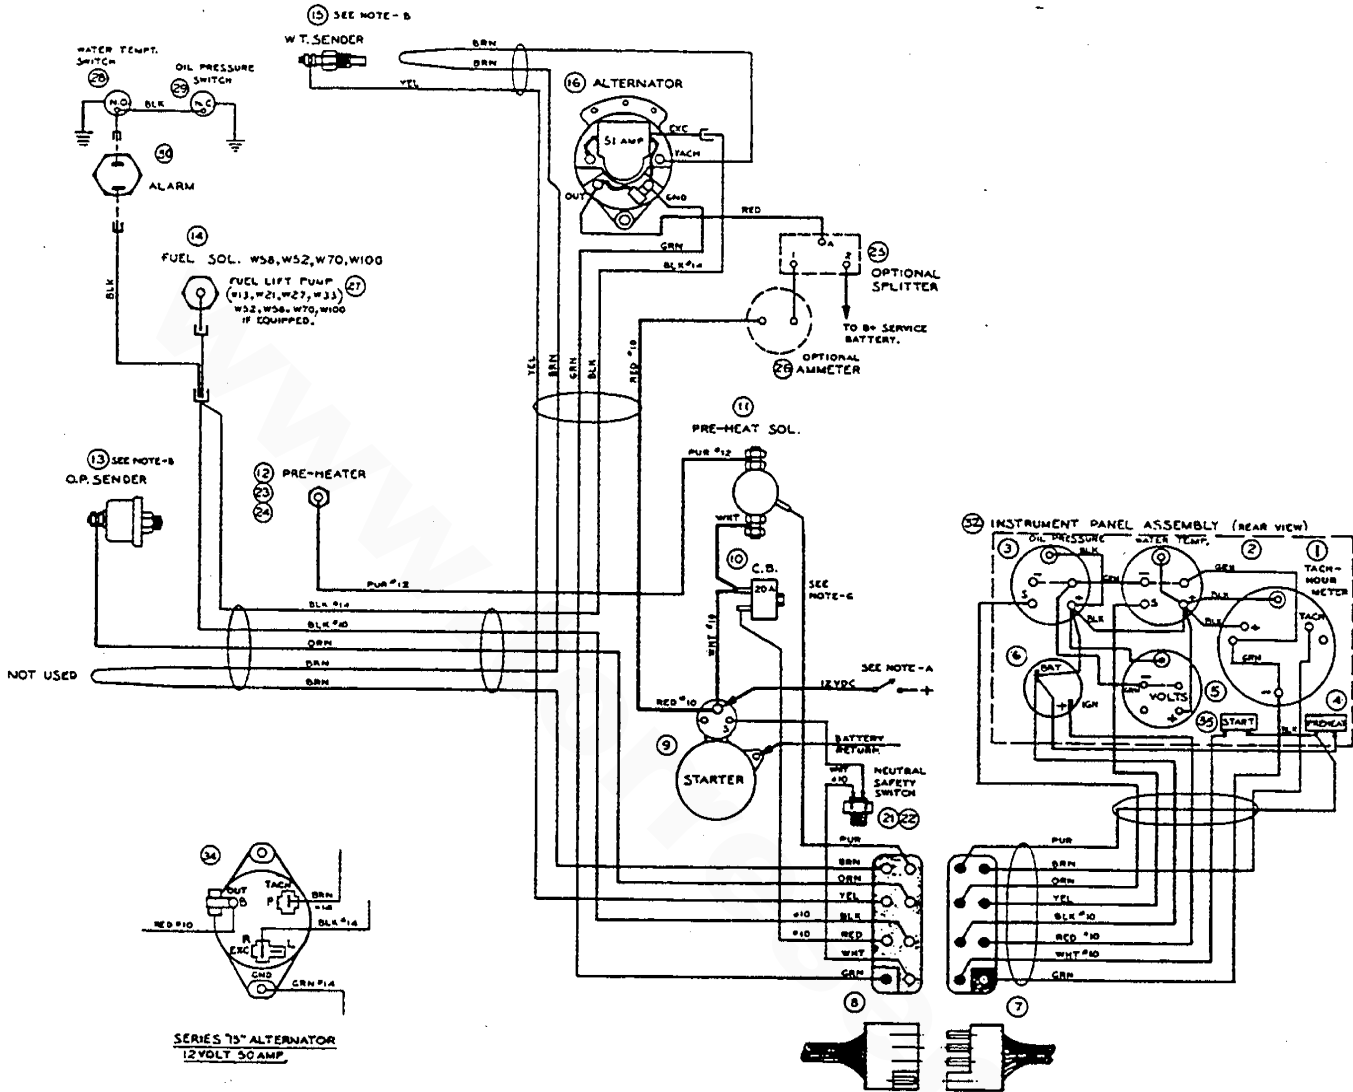 15 SEE NOTE-B
W.T. SENDER
BRN
BRN
YEL
WATER TEMPT.
SWITCH
28
OIL PRESSURE
SWITCH
29
N.O.
BLK
N.C.
30
ALARM
16 ALTERNATOR
51 AMP
EXC
TACH
OUT
GND
RED
GRN
BLK #14
A
1
2
25
OPTIONAL
SPLITTER
TO B+ SERVICE
BATTERY.
OPTIONAL
26 AMMETER
14
FUEL SOL. W58, W52, W70, W100
FUEL LIFT PUMP
(W13, W21, W27, W33) 27
W52, W58, W70, W100
IF EQUIPPED.
BLK
YEL
BRN
GRN
BLK
RED #10
11
PRE-HEAT SOL.
PUR #12
WHT
13 SEE NOTE-B
O.P. SENDER
12 PRE-HEATER
23
24
PUR #12
10
C.B.
20A
SEE
NOTE-C
WHT #10
BLK #14
BLK #10
ORN
BRN
BRN
NOT USED
RED #10
S
12 VDC
SEE NOTE-A
+
9
STARTER
BATTERY
RETURN
WHT
#10
NEUTRAL
SAFETY
SWITCH
21 22
32 INSTRUMENT PANEL ASSEMBLY (REAR VIEW)
3
OIL PRESSURE
WATER TEMP.
2
1
TACH-
HOUR
METER
BLK
GRN
GRN
-
+
S
-
+
S
BLK
BLK
BLK
+
TACH
GRN
-
6
BAT
+
IGN
GRN
-
VOLTS
+
5
35
START
BLK
4
PREHEAT
PUR
BRN
ORN
YEL
#10 BLK
#10 RED
WHT
GRN
8
PUR
BRN
ORN
YEL
BLK #10
RED #10
WHT #10
GRN
7
34
OUT
B
TACH
P
BRN
#14
BLK #14
RED #10
R
EXC
L
GND
GRN #14
SERIES "75" ALTERNATOR
12 VOLT 50 AMP